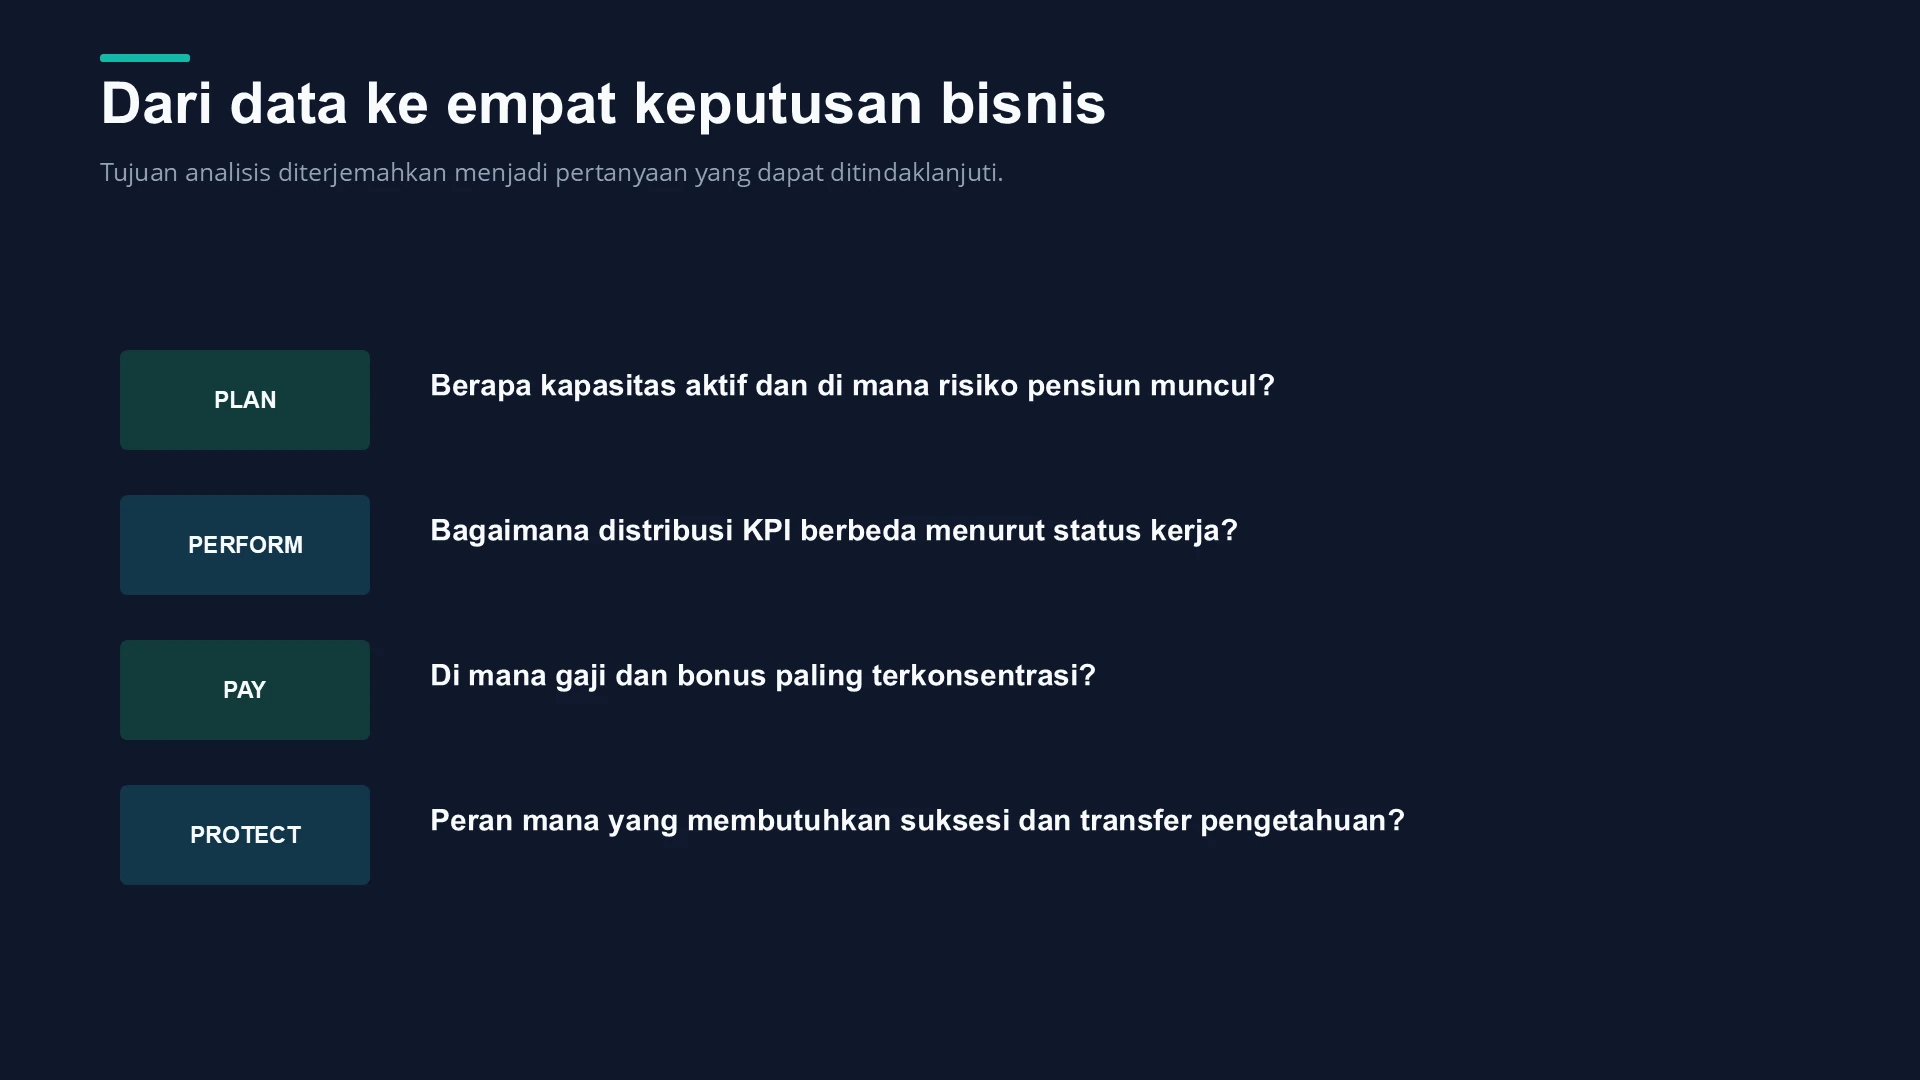 Dari data ke empat keputusan bisnis
Tujuan analisis diterjemahkan menjadi pertanyaan yang dapat ditindaklanjuti.
PLAN
Berapa kapasitas aktif dan di mana risiko pensiun muncul?
PERFORM
Bagaimana distribusi KPI berbeda menurut status kerja?
PAY
Di mana gaji dan bonus paling terkonsentrasi?
PROTECT
Peran mana yang membutuhkan suksesi dan transfer pengetahuan?